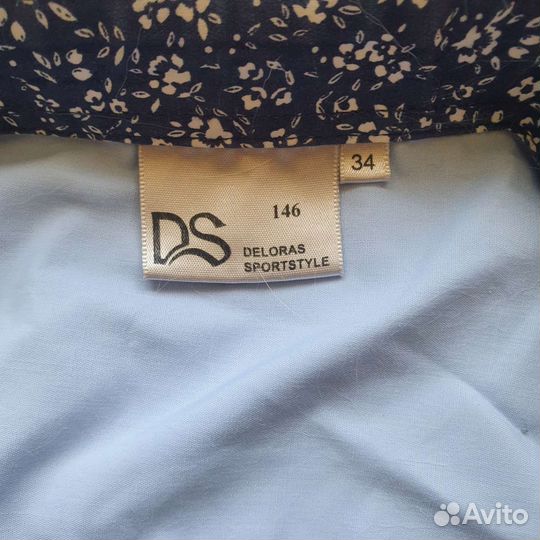 34
146
DS
DELORAS
SPORTSTYLE
Avito